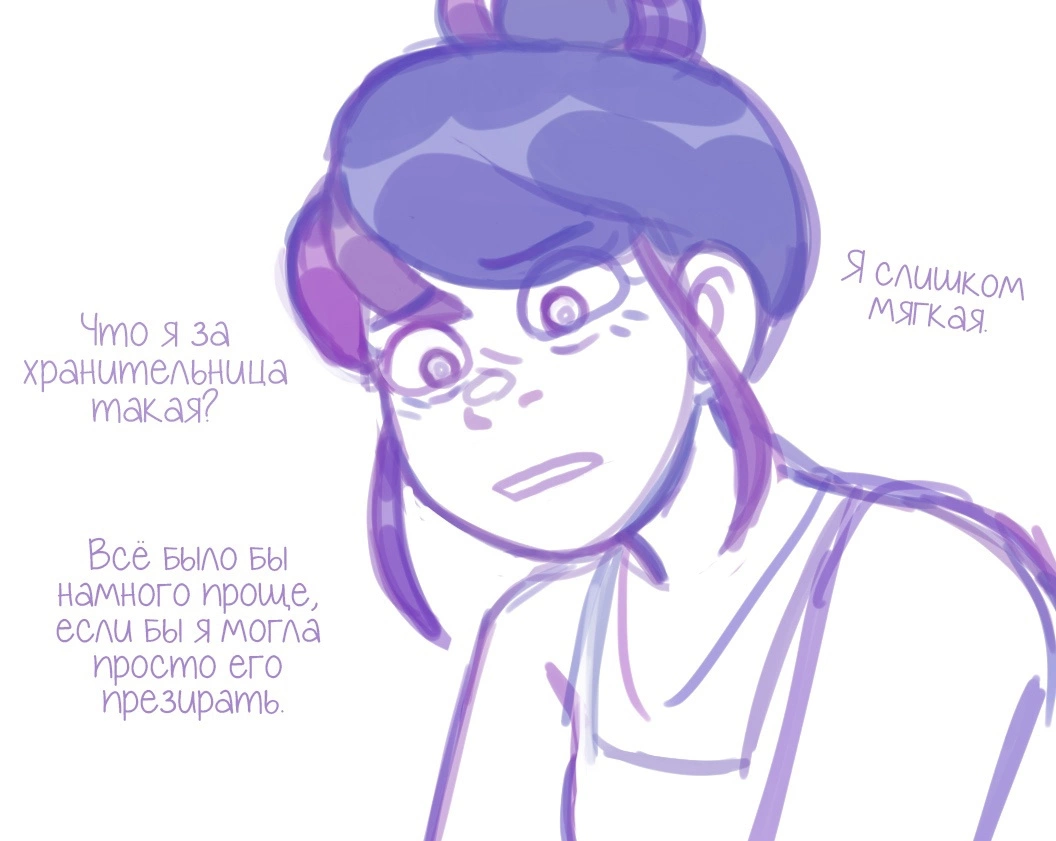 Что я за
хранительница
такая?
Я слишком
мягкая.
Всё было бы
намного проще,
если бы я могла
просто его
презирать.